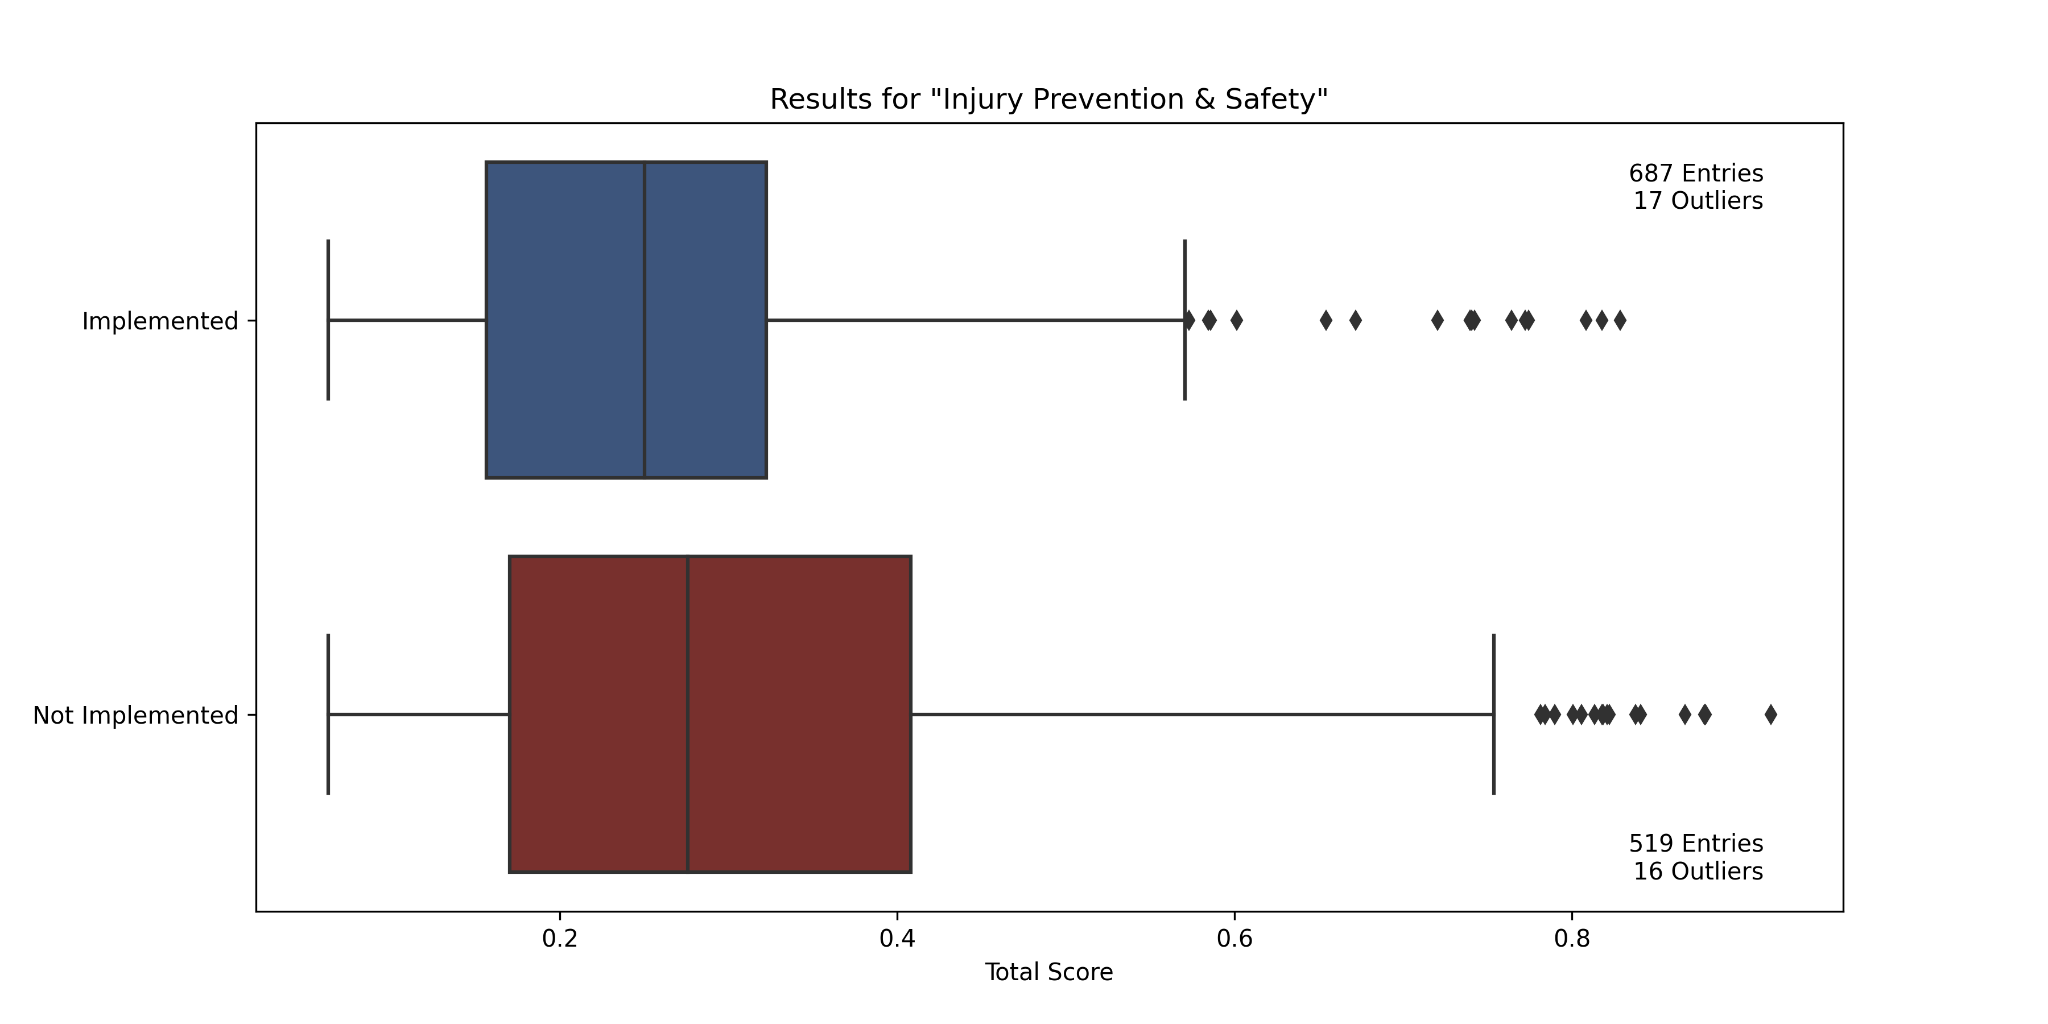 Results for "Injury Prevention & Safety"
687 Entries
17 Outliers
Implemented
Not Implemented
519 Entries
16 Outliers
0.2 0.4 0.6 0.8
Total Score